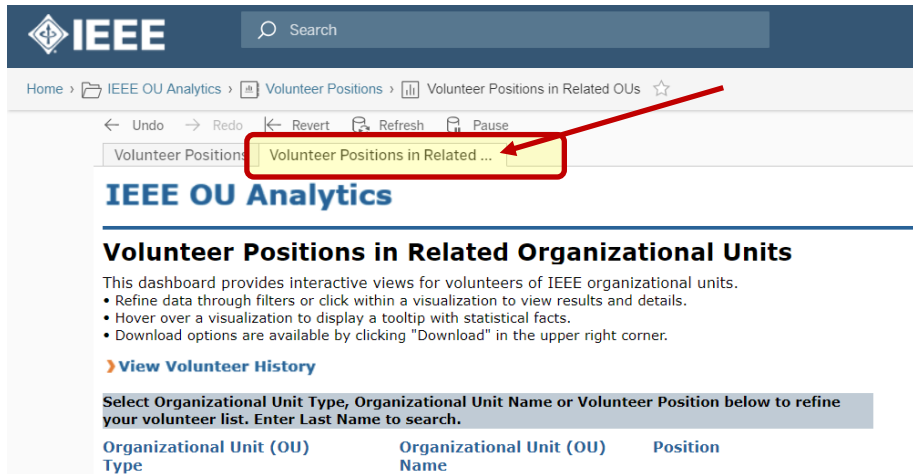 IEEE
Search
Home › IEEE OU Analytics › Volunteer Positions › Volunteer Positions in Related OUs
Undo Redo Revert Refresh Pause
Volunteer Positions Volunteer Positions in Related ...
IEEE OU Analytics
Volunteer Positions in Related Organizational Units
This dashboard provides interactive views for volunteers of IEEE organizational units.
• Refine data through filters or click within a visualization to view results and details.
• Hover over a visualization to display a tooltip with statistical facts.
• Download options are available by clicking "Download" in the upper right corner.
❯View Volunteer History
Select Organizational Unit Type, Organizational Unit Name or Volunteer Position below to refine
your volunteer list. Enter Last Name to search.
Organizational Unit (OU) Organizational Unit (OU) Position
Type Name